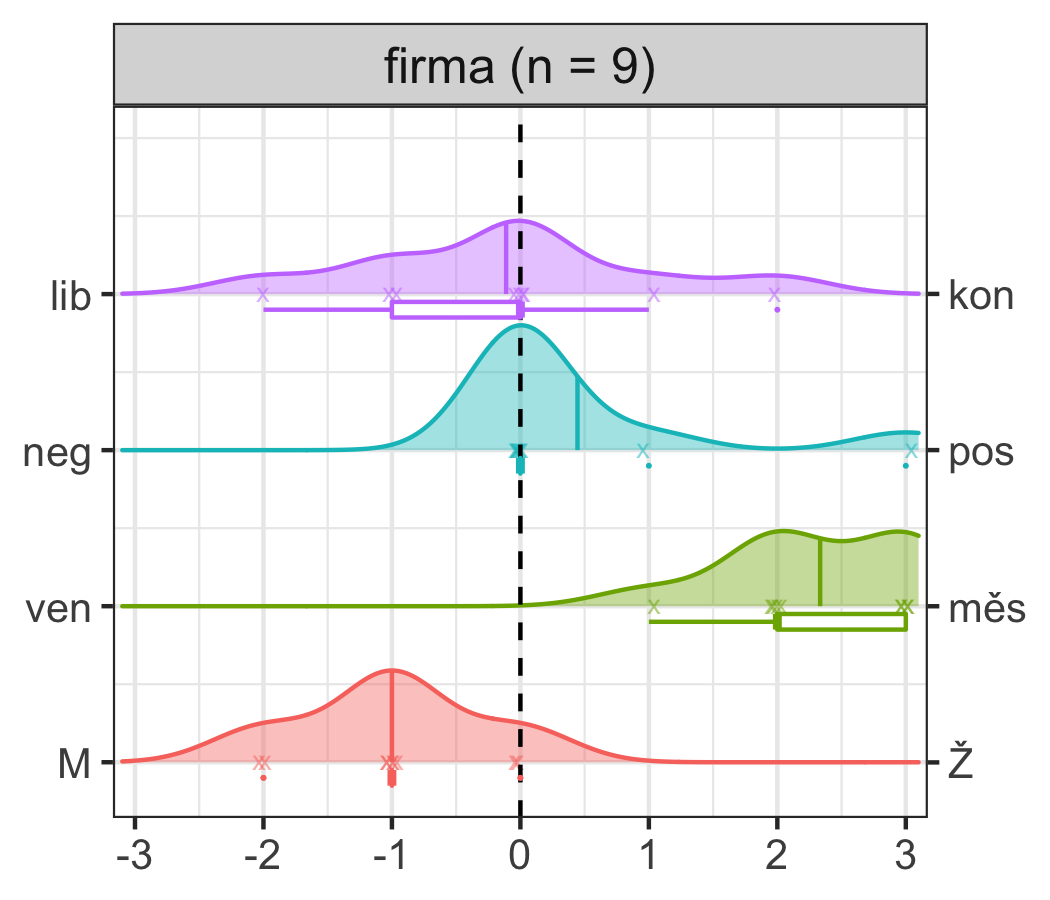 firma (n = 9)
lib kon
neg pos
ven měs
M Ž
-3 -2 -1 0 1 2 3